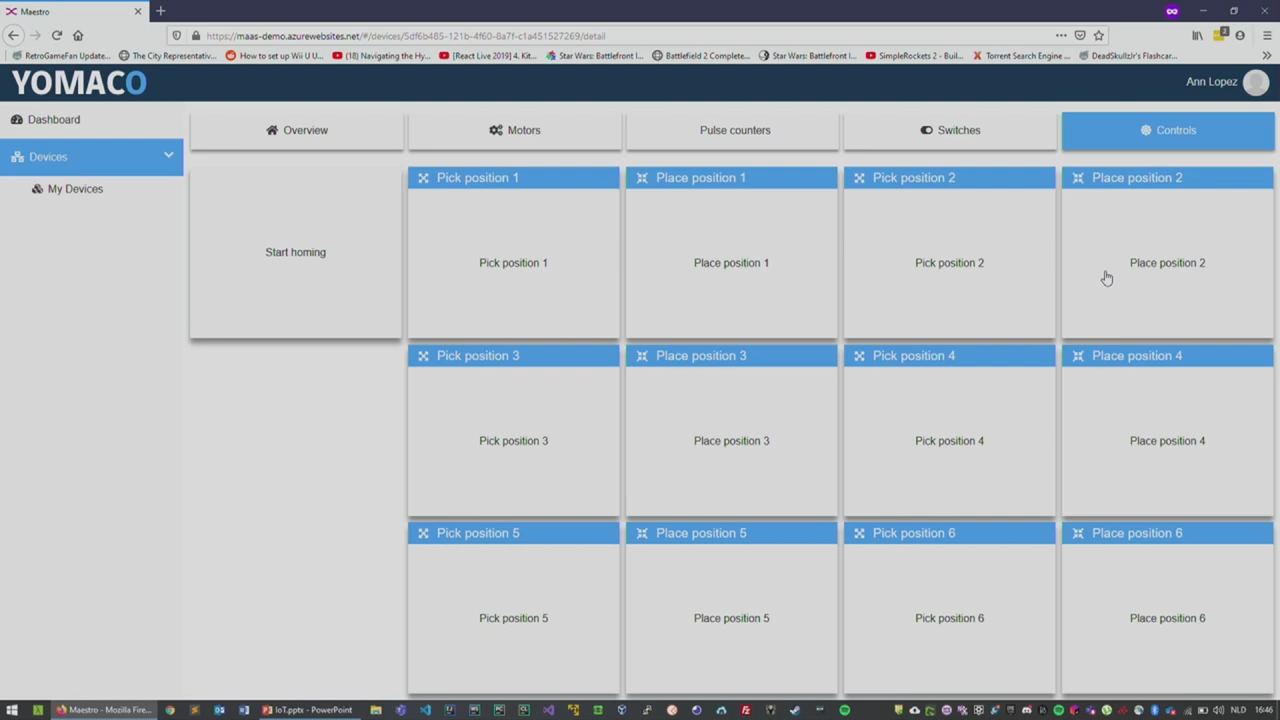 Maestro
https://maas-demo.azurewebsites.net/#/devices/5df6b485-121b-4f60-8a7f-c1a451527269/detail
RetroGameFan Update... The City Representativ... How to set up Wii U U... (18) Navigating the Hy... [React Live 2019] 4. Kit... Star Wars: Battlefront I... Battlefield 2 Complete... Star Wars: Battlefront I... SimpleRockets 2 - Buil... Torrent Search Engine ... DeadSkullzJr's Flashcar...
YOMACO
Ann Lopez
Dashboard
Devices
My Devices
Overview Motors Pulse counters Switches Controls
Pick position 1 Place position 1 Pick position 2 Place position 2
Start homing
Pick position 1 Place position 1 Pick position 2 Place position 2
Pick position 3 Place position 3 Pick position 4 Place position 4
Pick position 3 Place position 3 Pick position 4 Place position 4
Pick position 5 Place position 5 Pick position 6 Place position 6
Pick position 5 Place position 5 Pick position 6 Place position 6
Maestro - Mozilla Fire... IoT.pptx - PowerPoint NLD 16:46